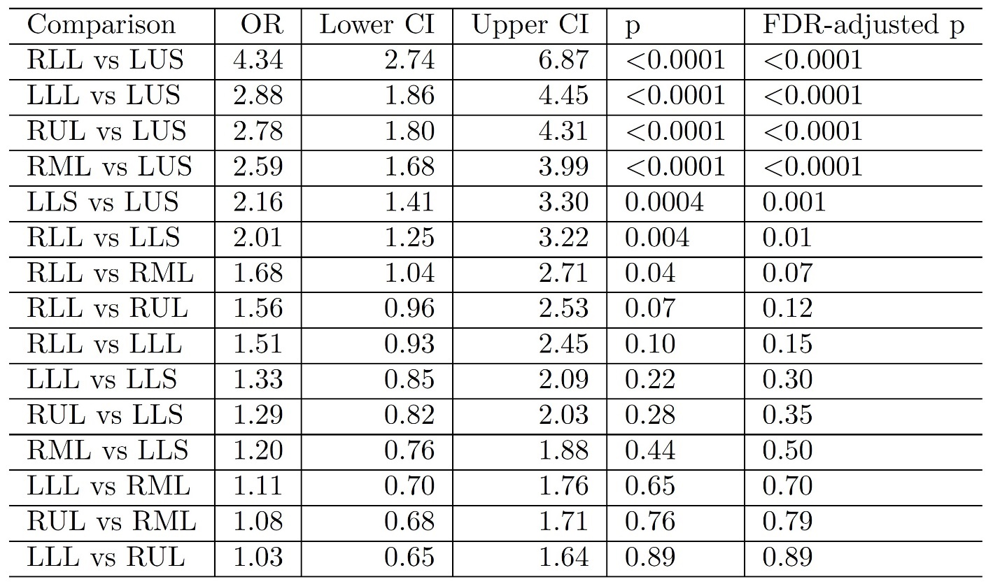 Comparison OR Lower CI Upper CI p FDR-adjusted p
RLL vs LUS 4.34 2.74 6.87 <0.0001 <0.0001
LLL vs LUS 2.88 1.86 4.45 <0.0001 <0.0001
RUL vs LUS 2.78 1.80 4.31 <0.0001 <0.0001
RML vs LUS 2.59 1.68 3.99 <0.0001 <0.0001
LLS vs LUS 2.16 1.41 3.30 0.0004 0.001
RLL vs LLS 2.01 1.25 3.22 0.004 0.01
RLL vs RML 1.68 1.04 2.71 0.04 0.07
RLL vs RUL 1.56 0.96 2.53 0.07 0.12
RLL vs LLL 1.51 0.93 2.45 0.10 0.15
LLL vs LLS 1.33 0.85 2.09 0.22 0.30
RUL vs LLS 1.29 0.82 2.03 0.28 0.35
RML vs LLS 1.20 0.76 1.88 0.44 0.50
LLL vs RML 1.11 0.70 1.76 0.65 0.70
RUL vs RML 1.08 0.68 1.71 0.76 0.79
LLL vs RUL 1.03 0.65 1.64 0.89 0.89